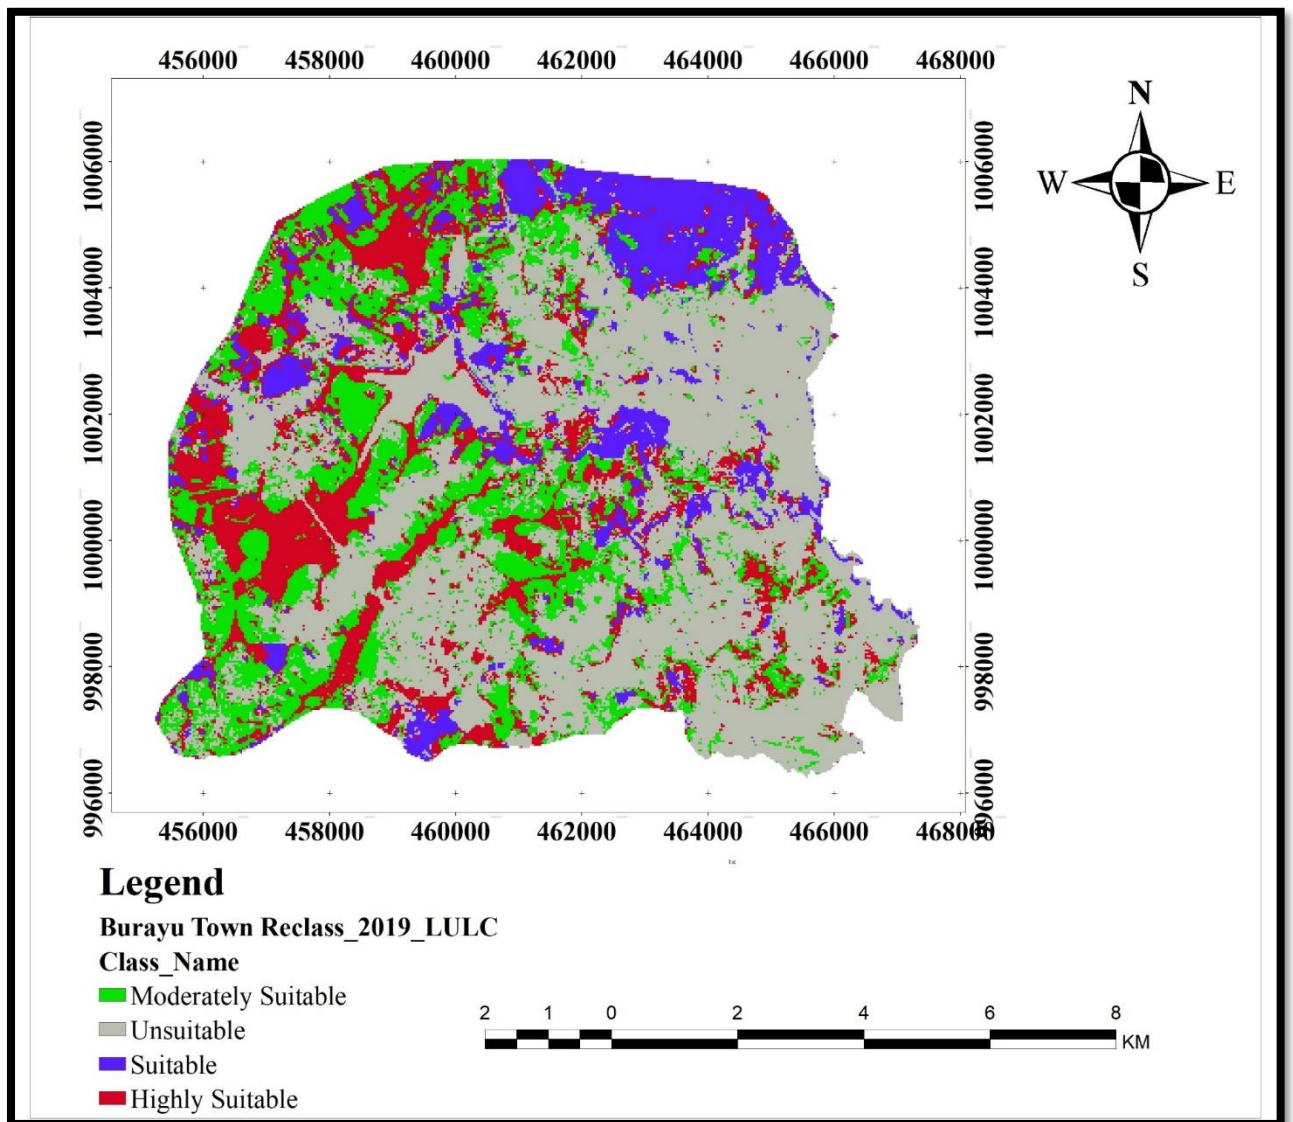 456000 458000 460000 462000 464000 466000 468000
N
W E
S
1006000 1006000
1004000 1004000
1002000 1002000
1000000 1000000
998000 998000
996000 996000
456000 458000 460000 462000 464000 466000 468000
Legend
Burayu Town Reclass_2019_LULC
Class_Name
Moderately Suitable
Unsuitable
Suitable
Highly Suitable
2 1 0 2 4 6 8
KM